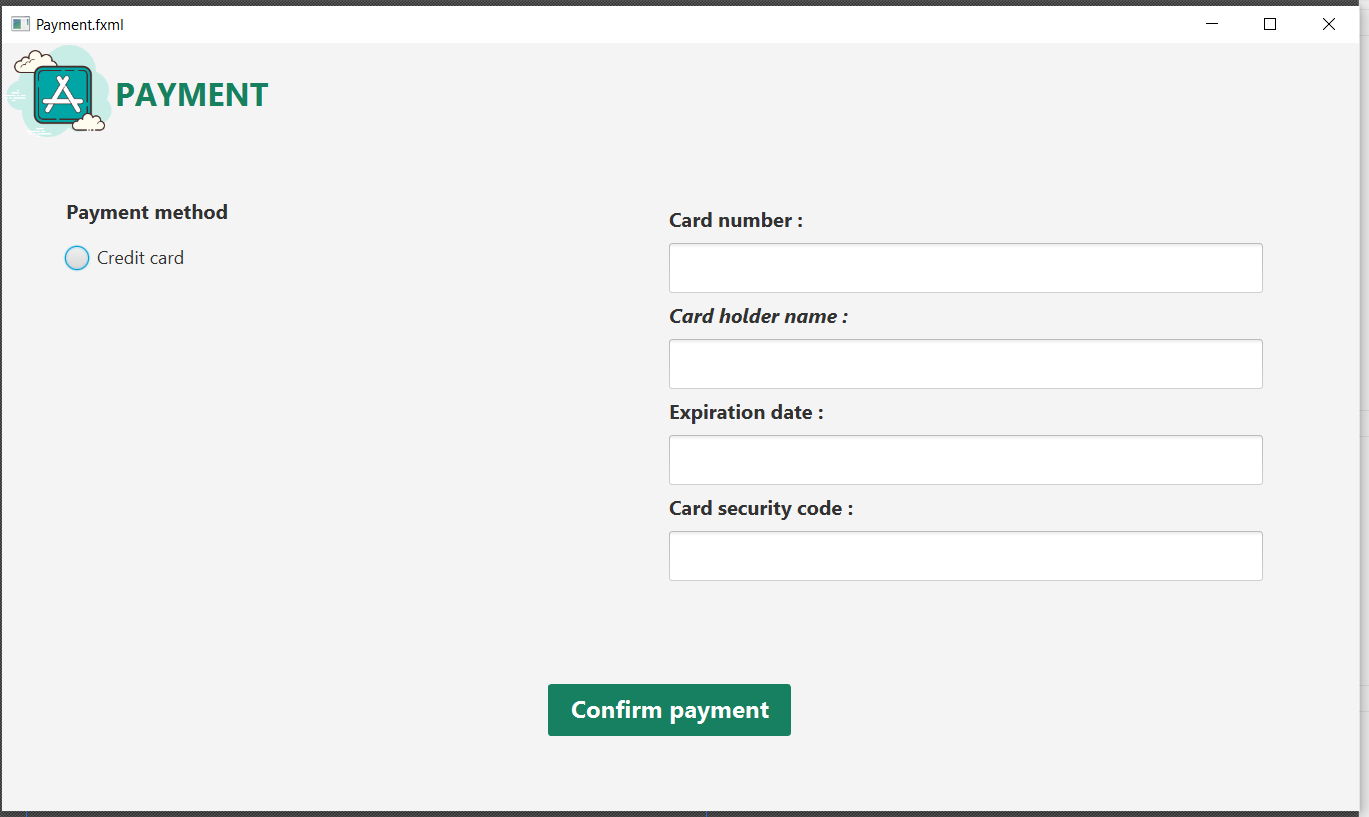 Payment.fxml
PAYMENT
Payment method
Credit card
Card number :
Card holder name :
Expiration date :
Card security code :
Confirm payment